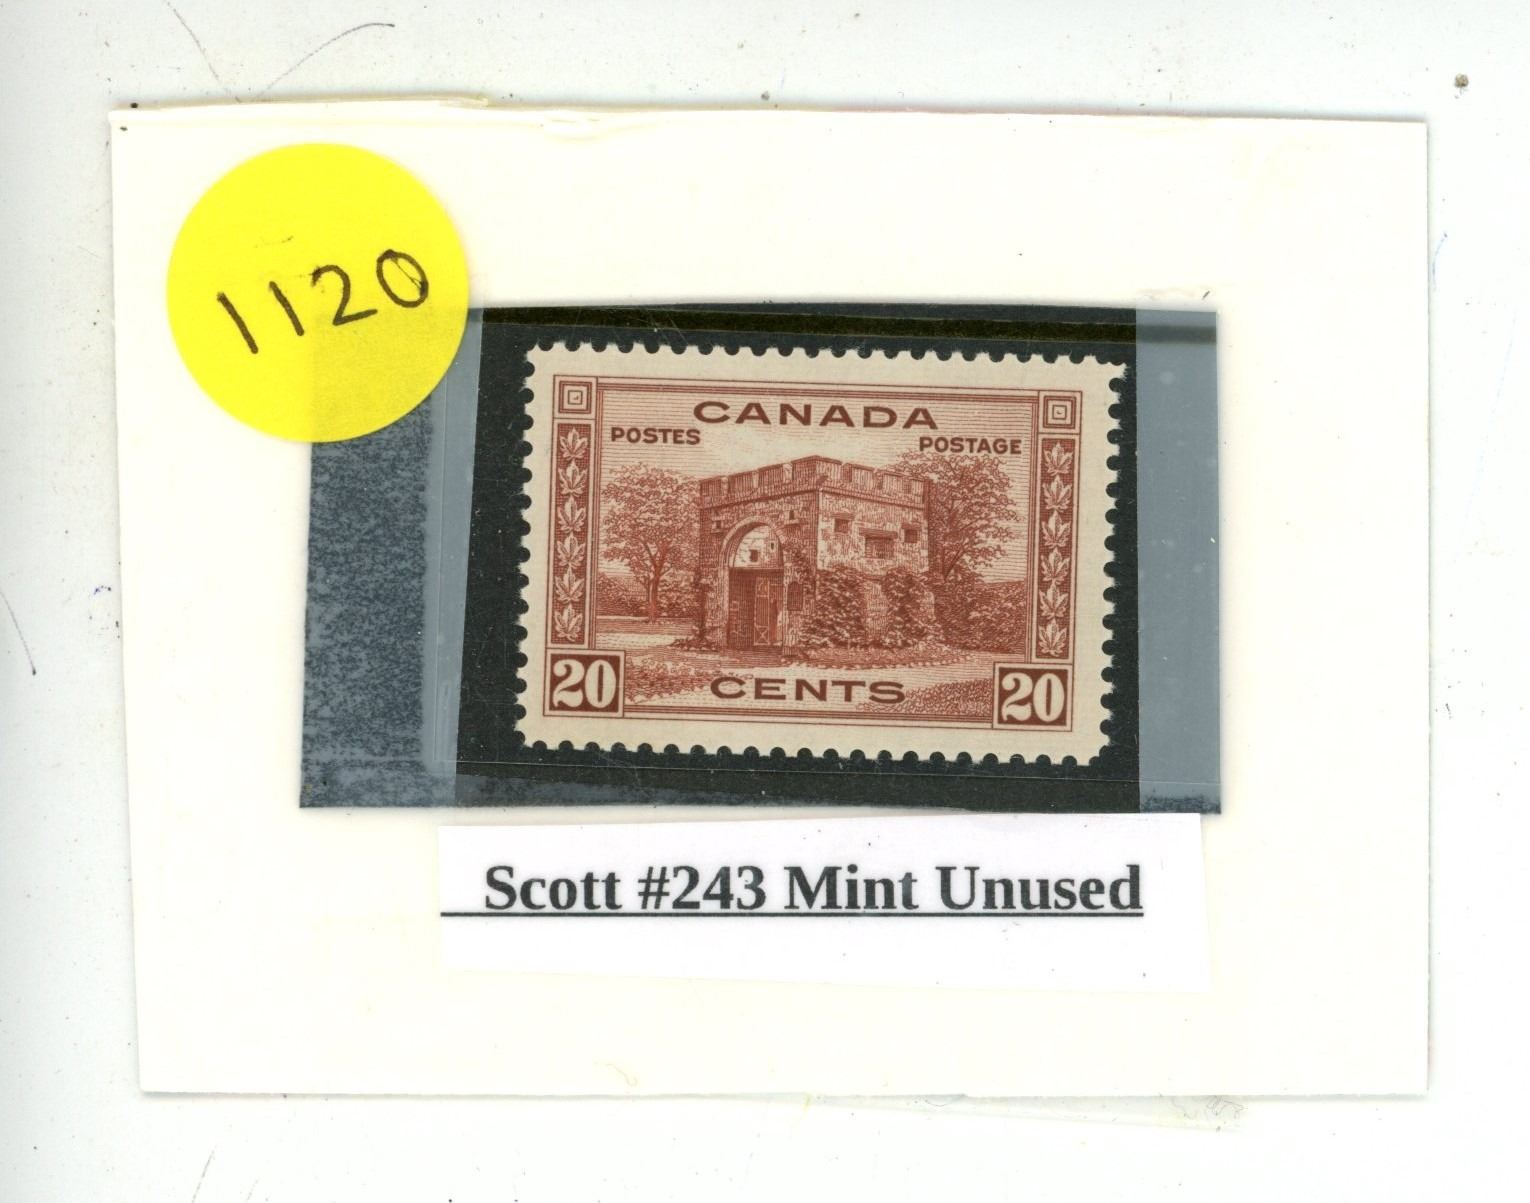 1120
CANADA
POSTES POSTAGE
20 CENTS 20
Scott #243 Mint Unused